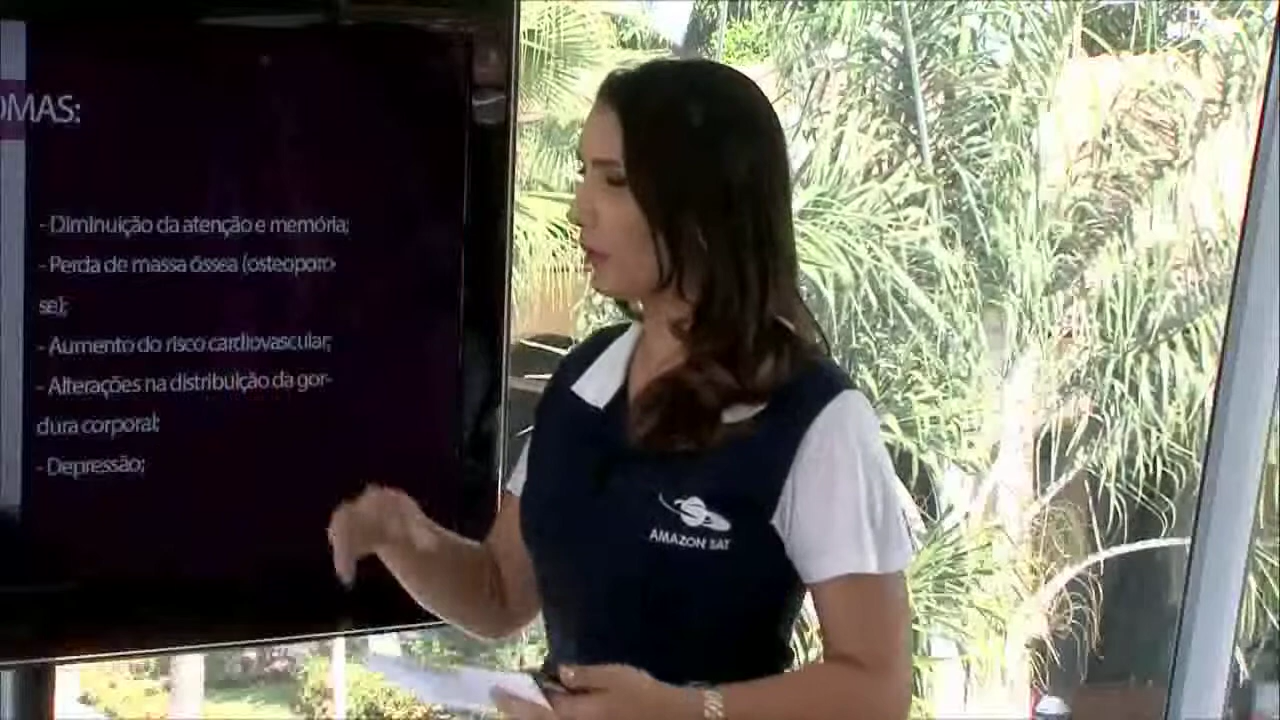 OMAS:
- Diminuição da atenção e memória;
- Perda de massa óssea (osteoporo-
se);
- Aumento do risco cardiovascular;
- Alterações na distribuição da gor-
dura corporal;
- Depressão;
AMAZON SAT